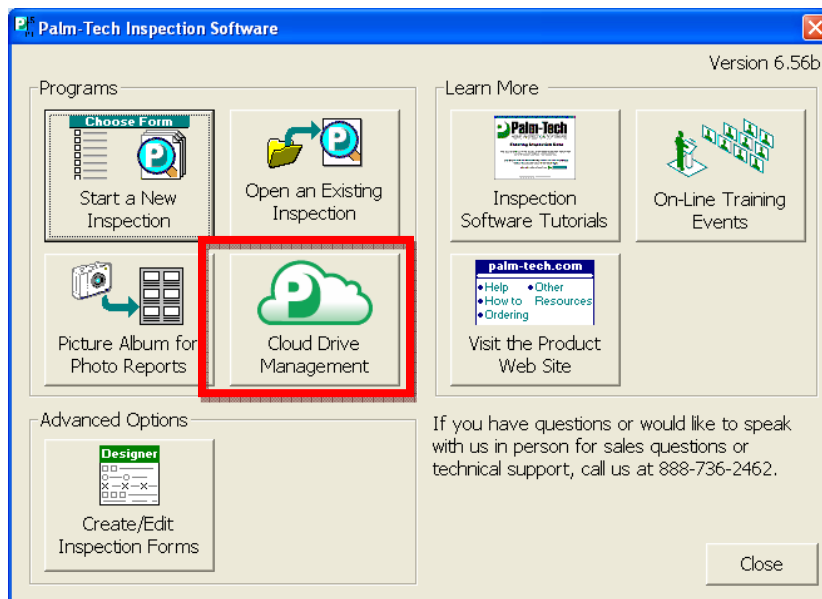 Palm-Tech Inspection Software
Version 6.56b
Programs
Choose Form
Start a New
Inspection
Open an Existing
Inspection
Picture Album for
Photo Reports
Cloud Drive
Management
Advanced Options
Designer
Create/Edit
Inspection Forms
Learn More
Palm-Tech
Inspection
Software Tutorials
On-Line Training
Events
palm-tech.com
•Help •Other
•How to Resources
•Ordering
Visit the Product
Web Site
If you have questions or would like to speak
with us in person for sales questions or
technical support, call us at 888-736-2462.
Close